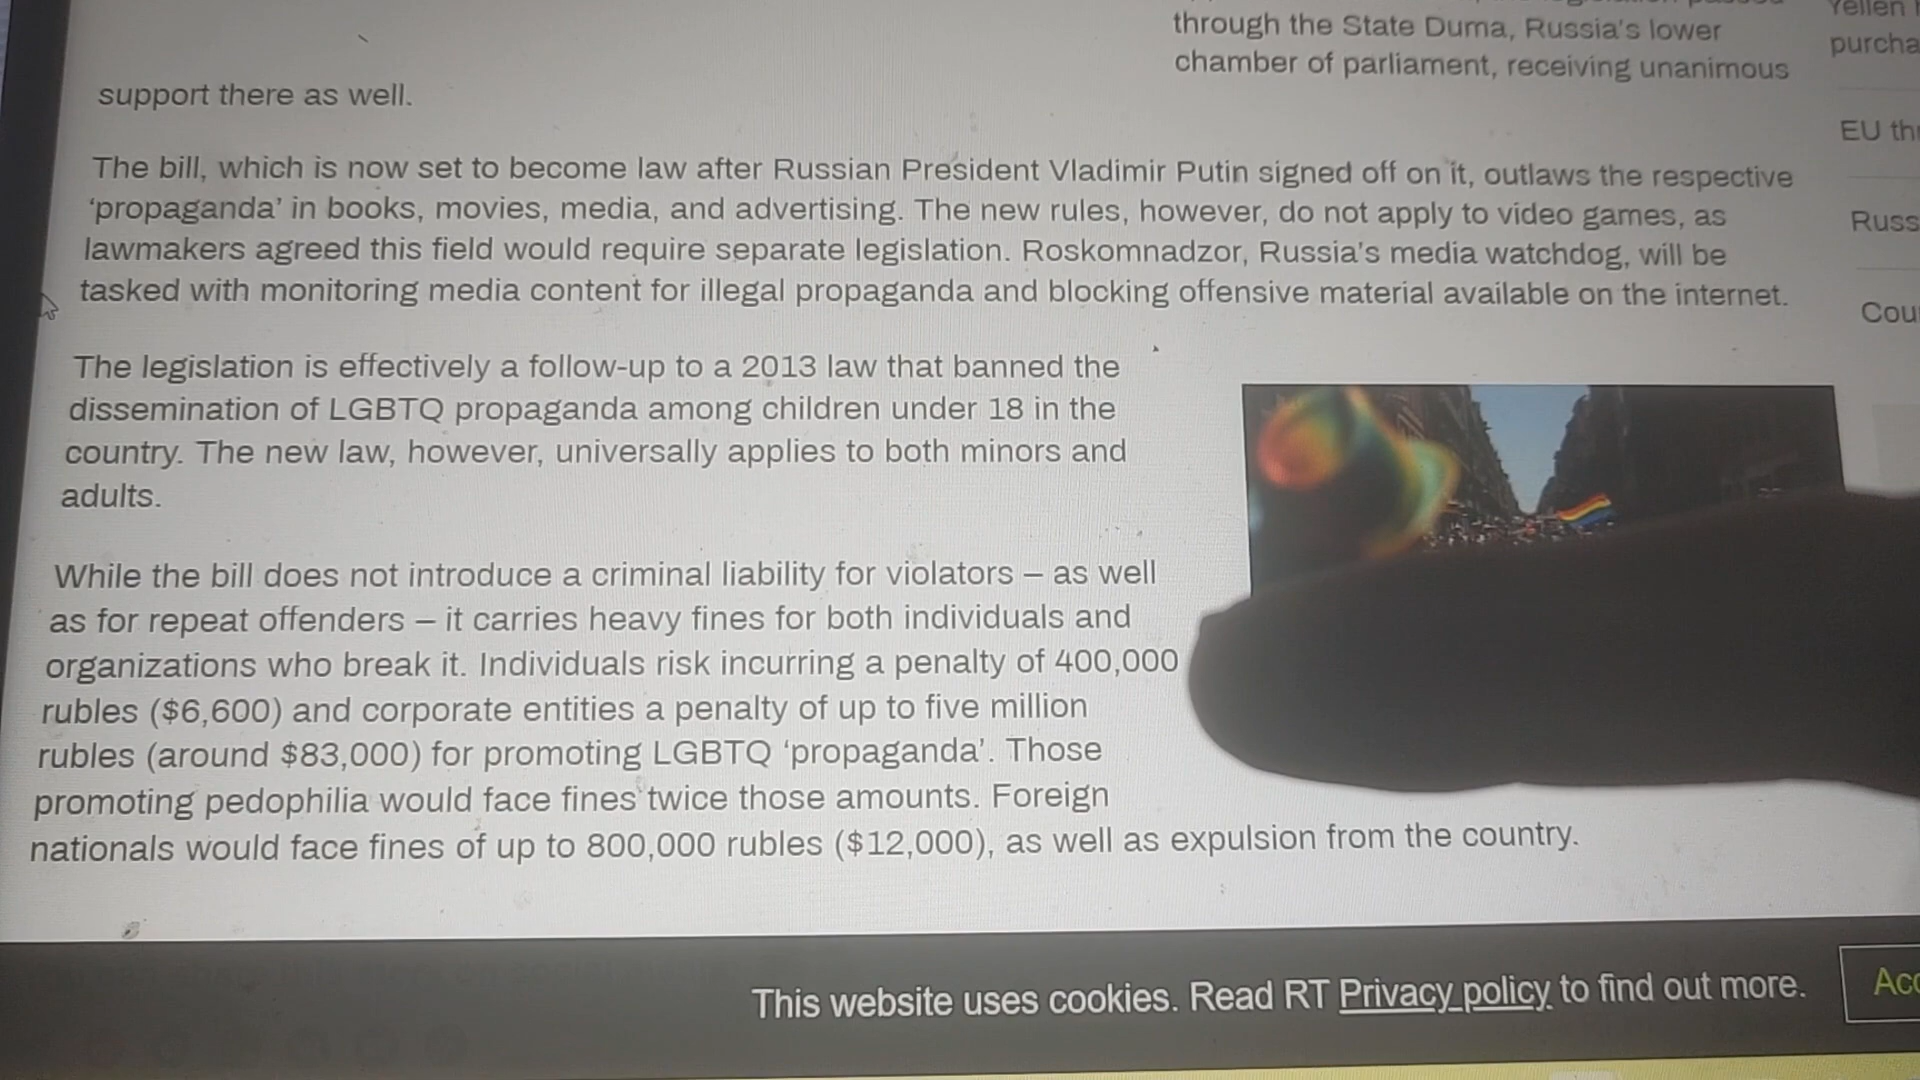 through the State Duma, Russia's lower
chamber of parliament, receiving unanimous
support there as well.
The bill, which is now set to become law after Russian President Vladimir Putin signed off on it, outlaws the respective
‘propaganda’ in books, movies, media, and advertising. The new rules, however, do not apply to video games, as
lawmakers agreed this field would require separate legislation. Roskomnadzor, Russia's media watchdog, will be
tasked with monitoring media content for illegal propaganda and blocking offensive material available on the internet.
The legislation is effectively a follow-up to a 2013 law that banned the
dissemination of LGBTQ propaganda among children under 18 in the
country. The new law, however, universally applies to both minors and
adults.
While the bill does not introduce a criminal liability for violators – as well
as for repeat offenders – it carries heavy fines for both individuals and
organizations who break it. Individuals risk incurring a penalty of 400,000
rubles ($6,600) and corporate entities a penalty of up to five million
rubles (around $83,000) for promoting LGBTQ ‘propaganda’. Those
promoting pedophilia would face fines twice those amounts. Foreign
nationals would face fines of up to 800,000 rubles ($12,000), as well as expulsion from the country.
Yellen
purcha
EU
Russ
Cou
This website uses cookies. Read RT Privacy policy to find out more.
Acc